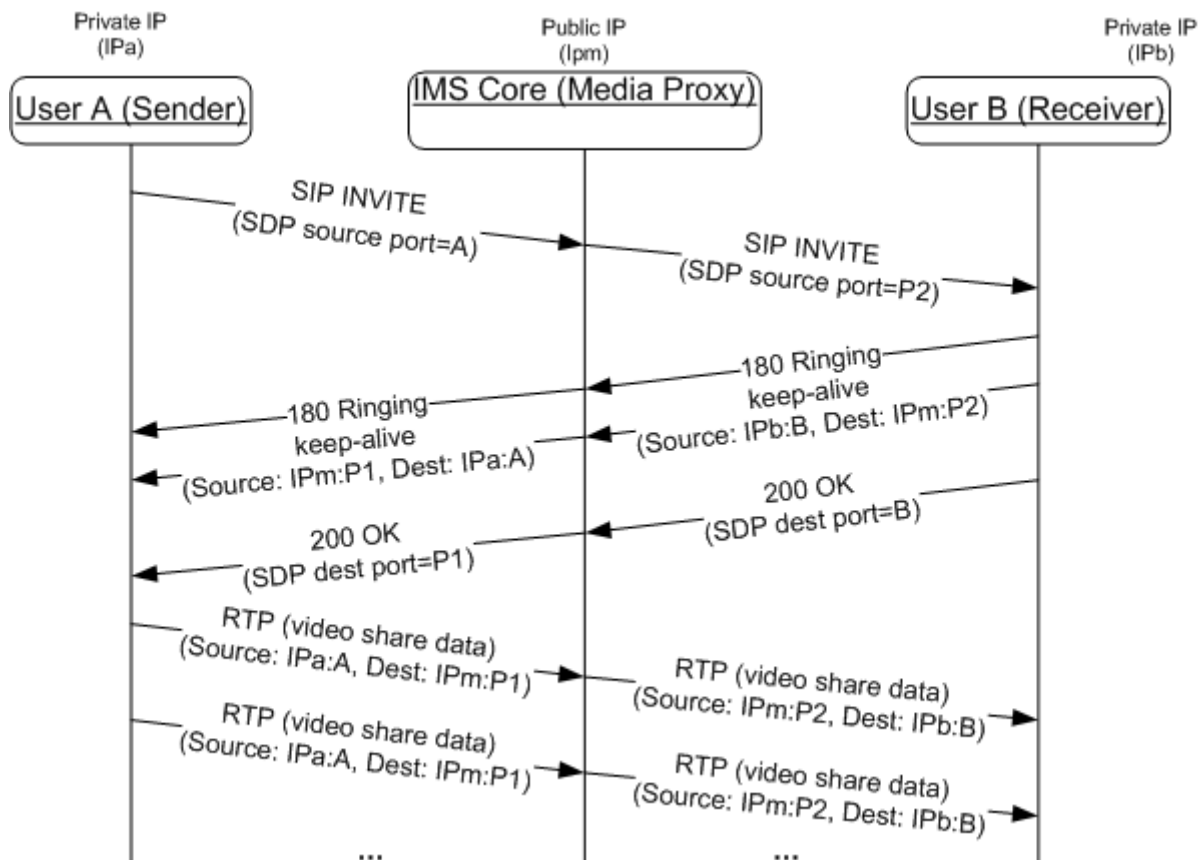 Private IP
(IPa)
Public IP
(Ipm)
Private IP
(IPb)
User A (Sender)
IMS Core (Media Proxy)
User B (Receiver)
SIP INVITE
(SDP source port=A)
SIP INVITE
(SDP source port=P2)
180 Ringing
keep-alive
(Source: IPb:B, Dest: IPm:P2)
180 Ringing
keep-alive
(Source: IPm:P1, Dest: IPa:A)
200 OK
(SDP dest port=B)
200 OK
(SDP dest port=P1)
RTP (video share data)
(Source: IPa:A, Dest: IPm:P1)
RTP (video share data)
(Source: IPm:P2, Dest: IPb:B)
RTP (video share data)
(Source: IPa:A, Dest: IPm:P1)
RTP (video share data)
(Source: IPm:P2, Dest: IPb:B)
...
...